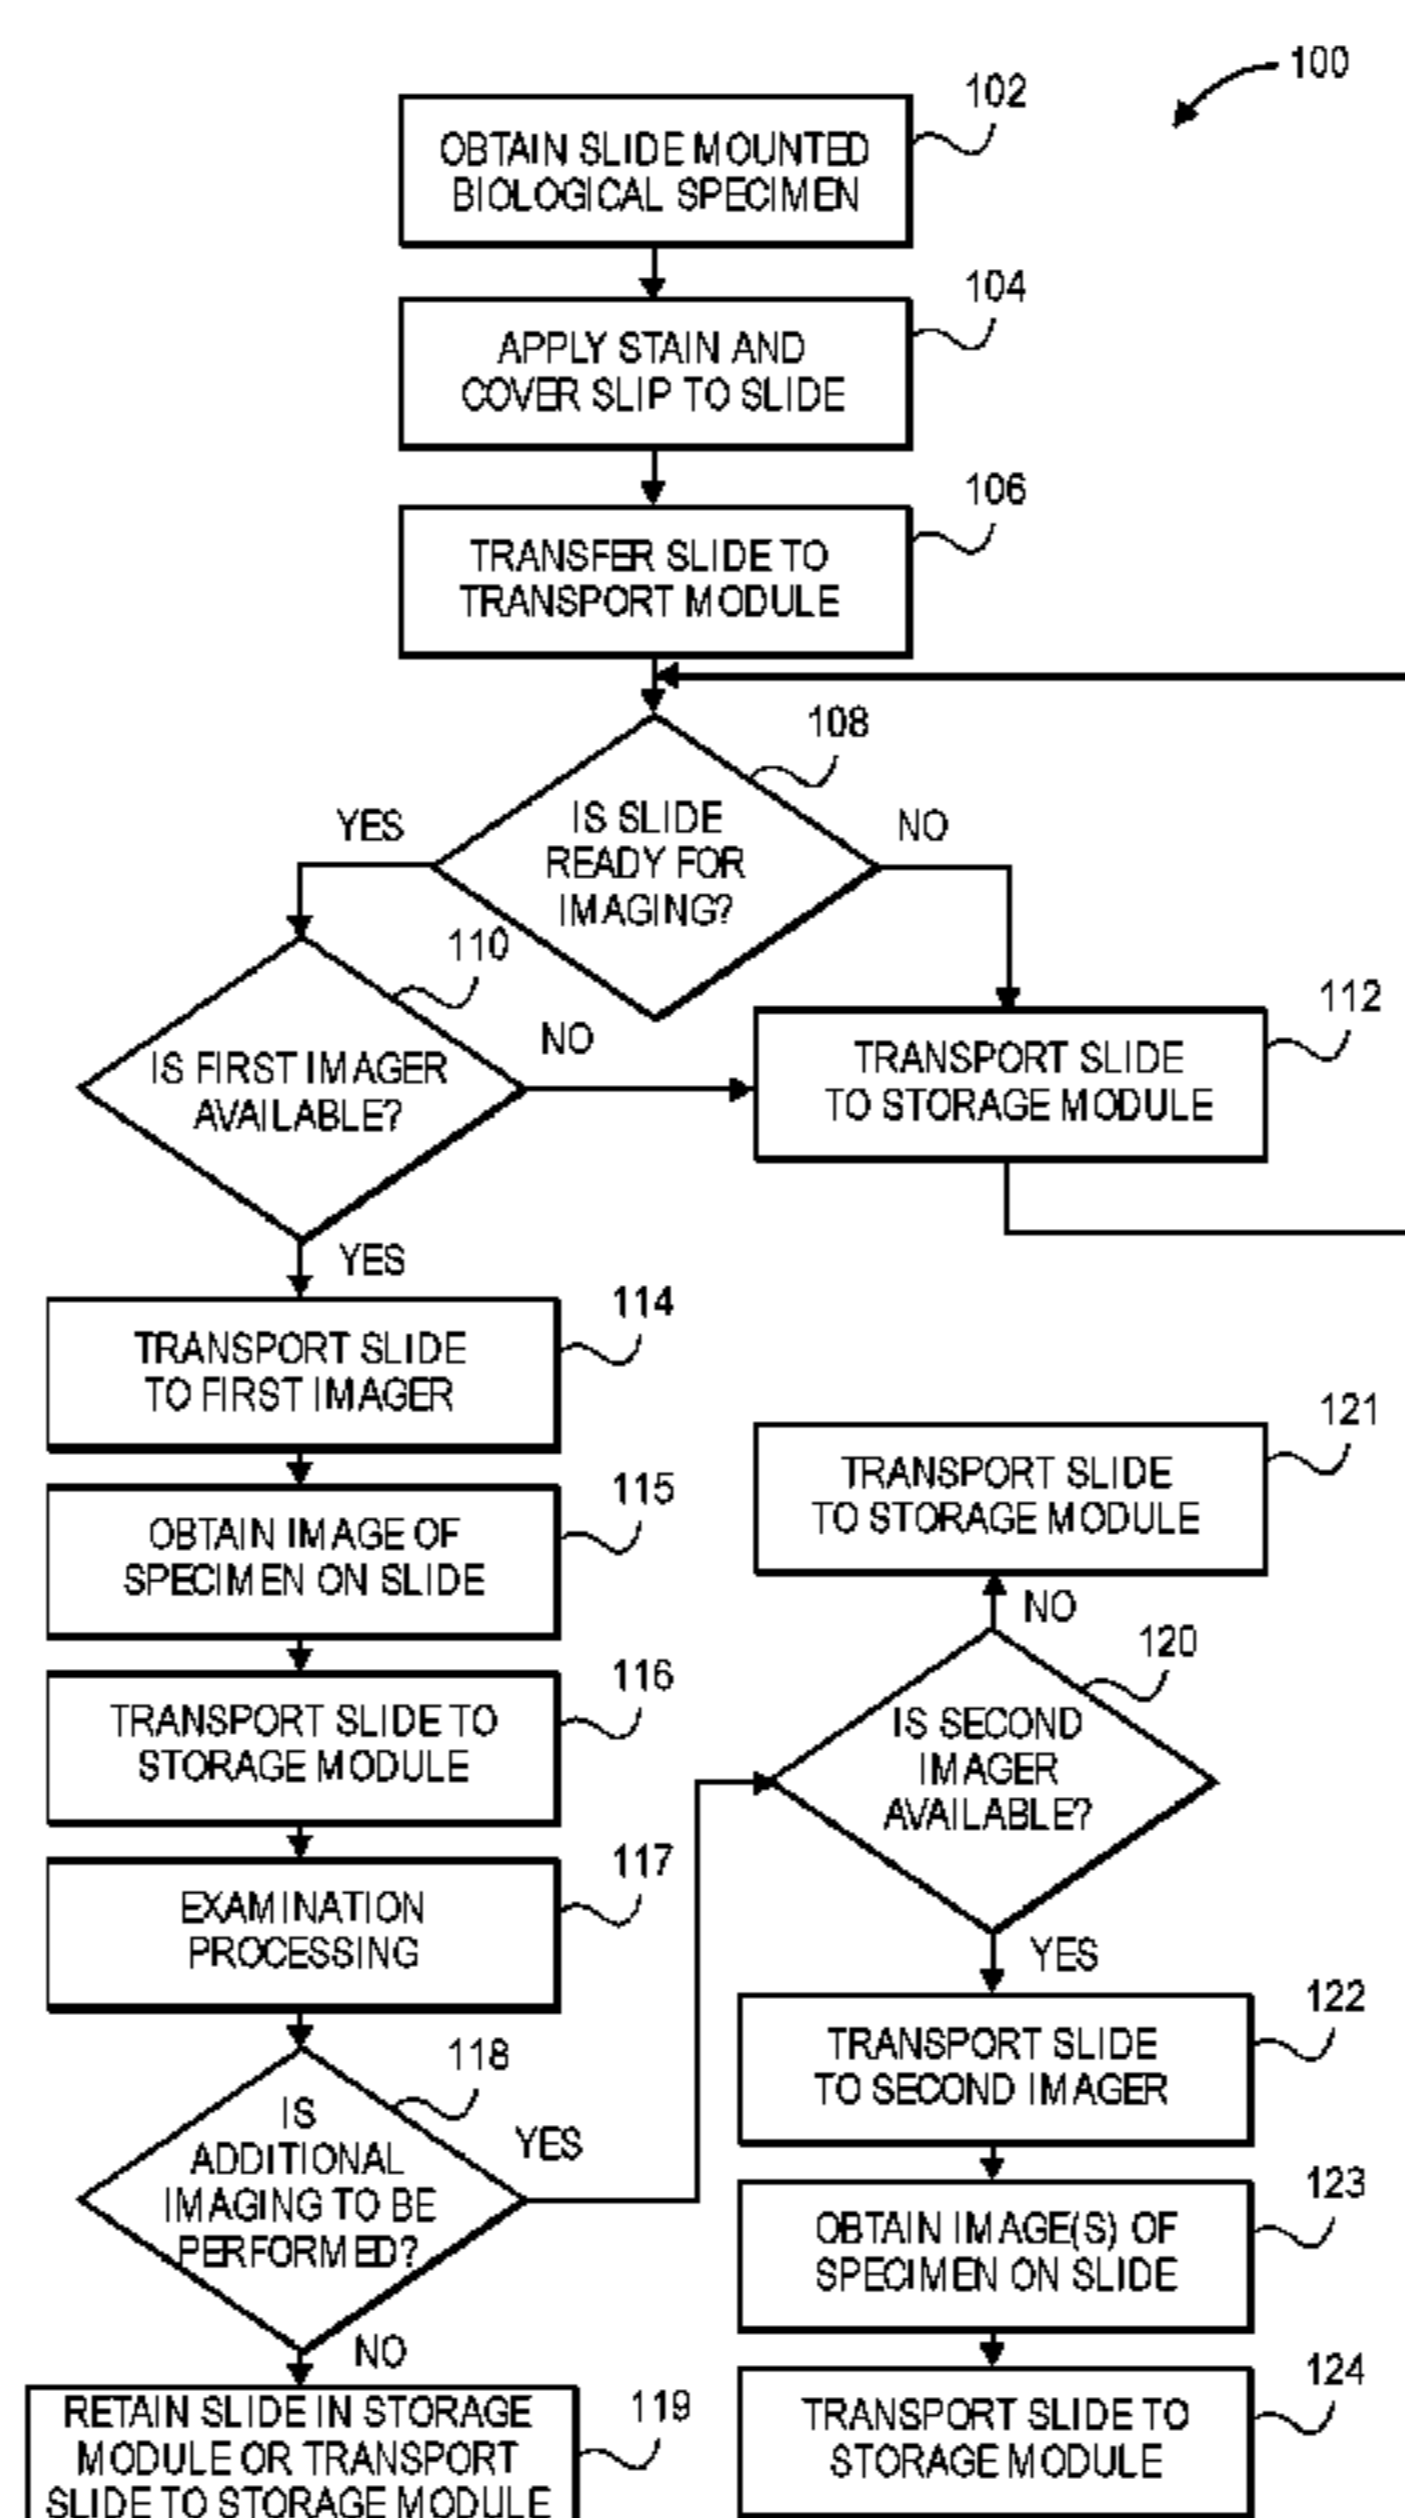 100
102
OBTAIN SLIDE MOUNTED
BIOLOGICAL SPECIMEN
104
APPLY STAIN AND
COVER SLIP TO SLIDE
106
TRANSFER SLIDE TO
TRANSPORT MODULE
108
IS SLIDE
READY FOR
IMAGING?
YES
NO
110
IS FIRST IMAGER
AVAILABLE?
NO
YES
112
TRANSPORT SLIDE
TO STORAGE MODULE
114
TRANSPORT SLIDE
TO FIRST IMAGER
115
OBTAIN IMAGE OF
SPECIMEN ON SLIDE
116
TRANSPORT SLIDE TO
STORAGE MODULE
117
EXAMINATION
PROCESSING
118
IS
ADDITIONAL
IMAGING TO BE
PERFORMED?
YES
NO
119
RETAIN SLIDE IN STORAGE
MODULE OR TRANSPORT
SLIDE TO STORAGE MODULE
121
TRANSPORT SLIDE
TO STORAGE MODULE
NO
120
IS SECOND
IMAGER
AVAILABLE?
YES
122
TRANSPORT SLIDE
TO SECOND IMAGER
123
OBTAIN IMAGE(S) OF
SPECIMEN ON SLIDE
124
TRANSPORT SLIDE TO
STORAGE MODULE